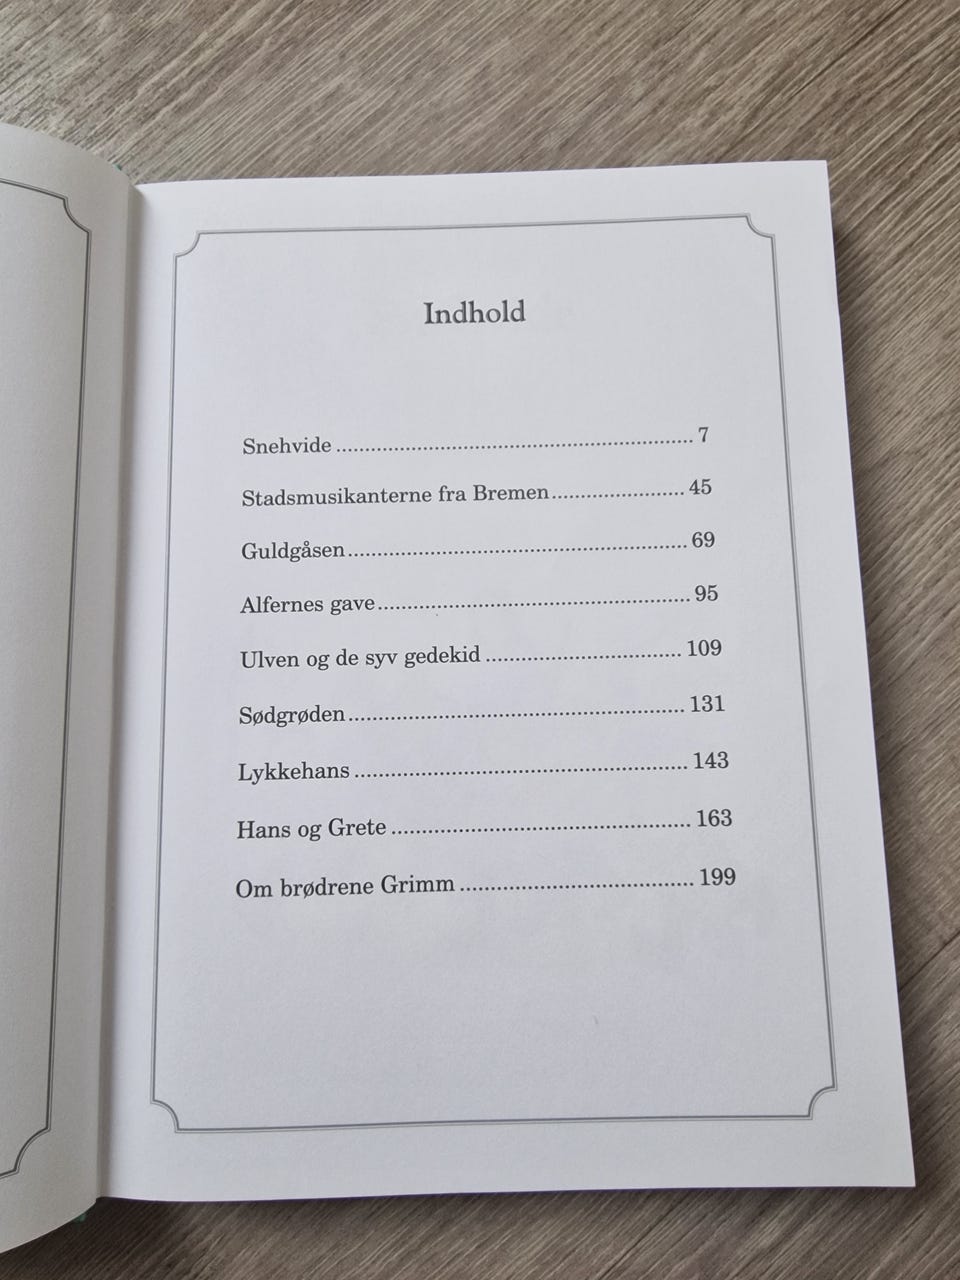 Indhold
Snehvide ........ 7
Stadsmusikanterne fra Bremen ........ 45
Guldgåsen ........ 69
Alfernes gave ........ 95
Ulven og de syv gedekid ........ 109
Sødgrøden ........ 131
Lykkehans ........ 143
Hans og Grete ........ 163
Om brødrene Grimm ........ 199